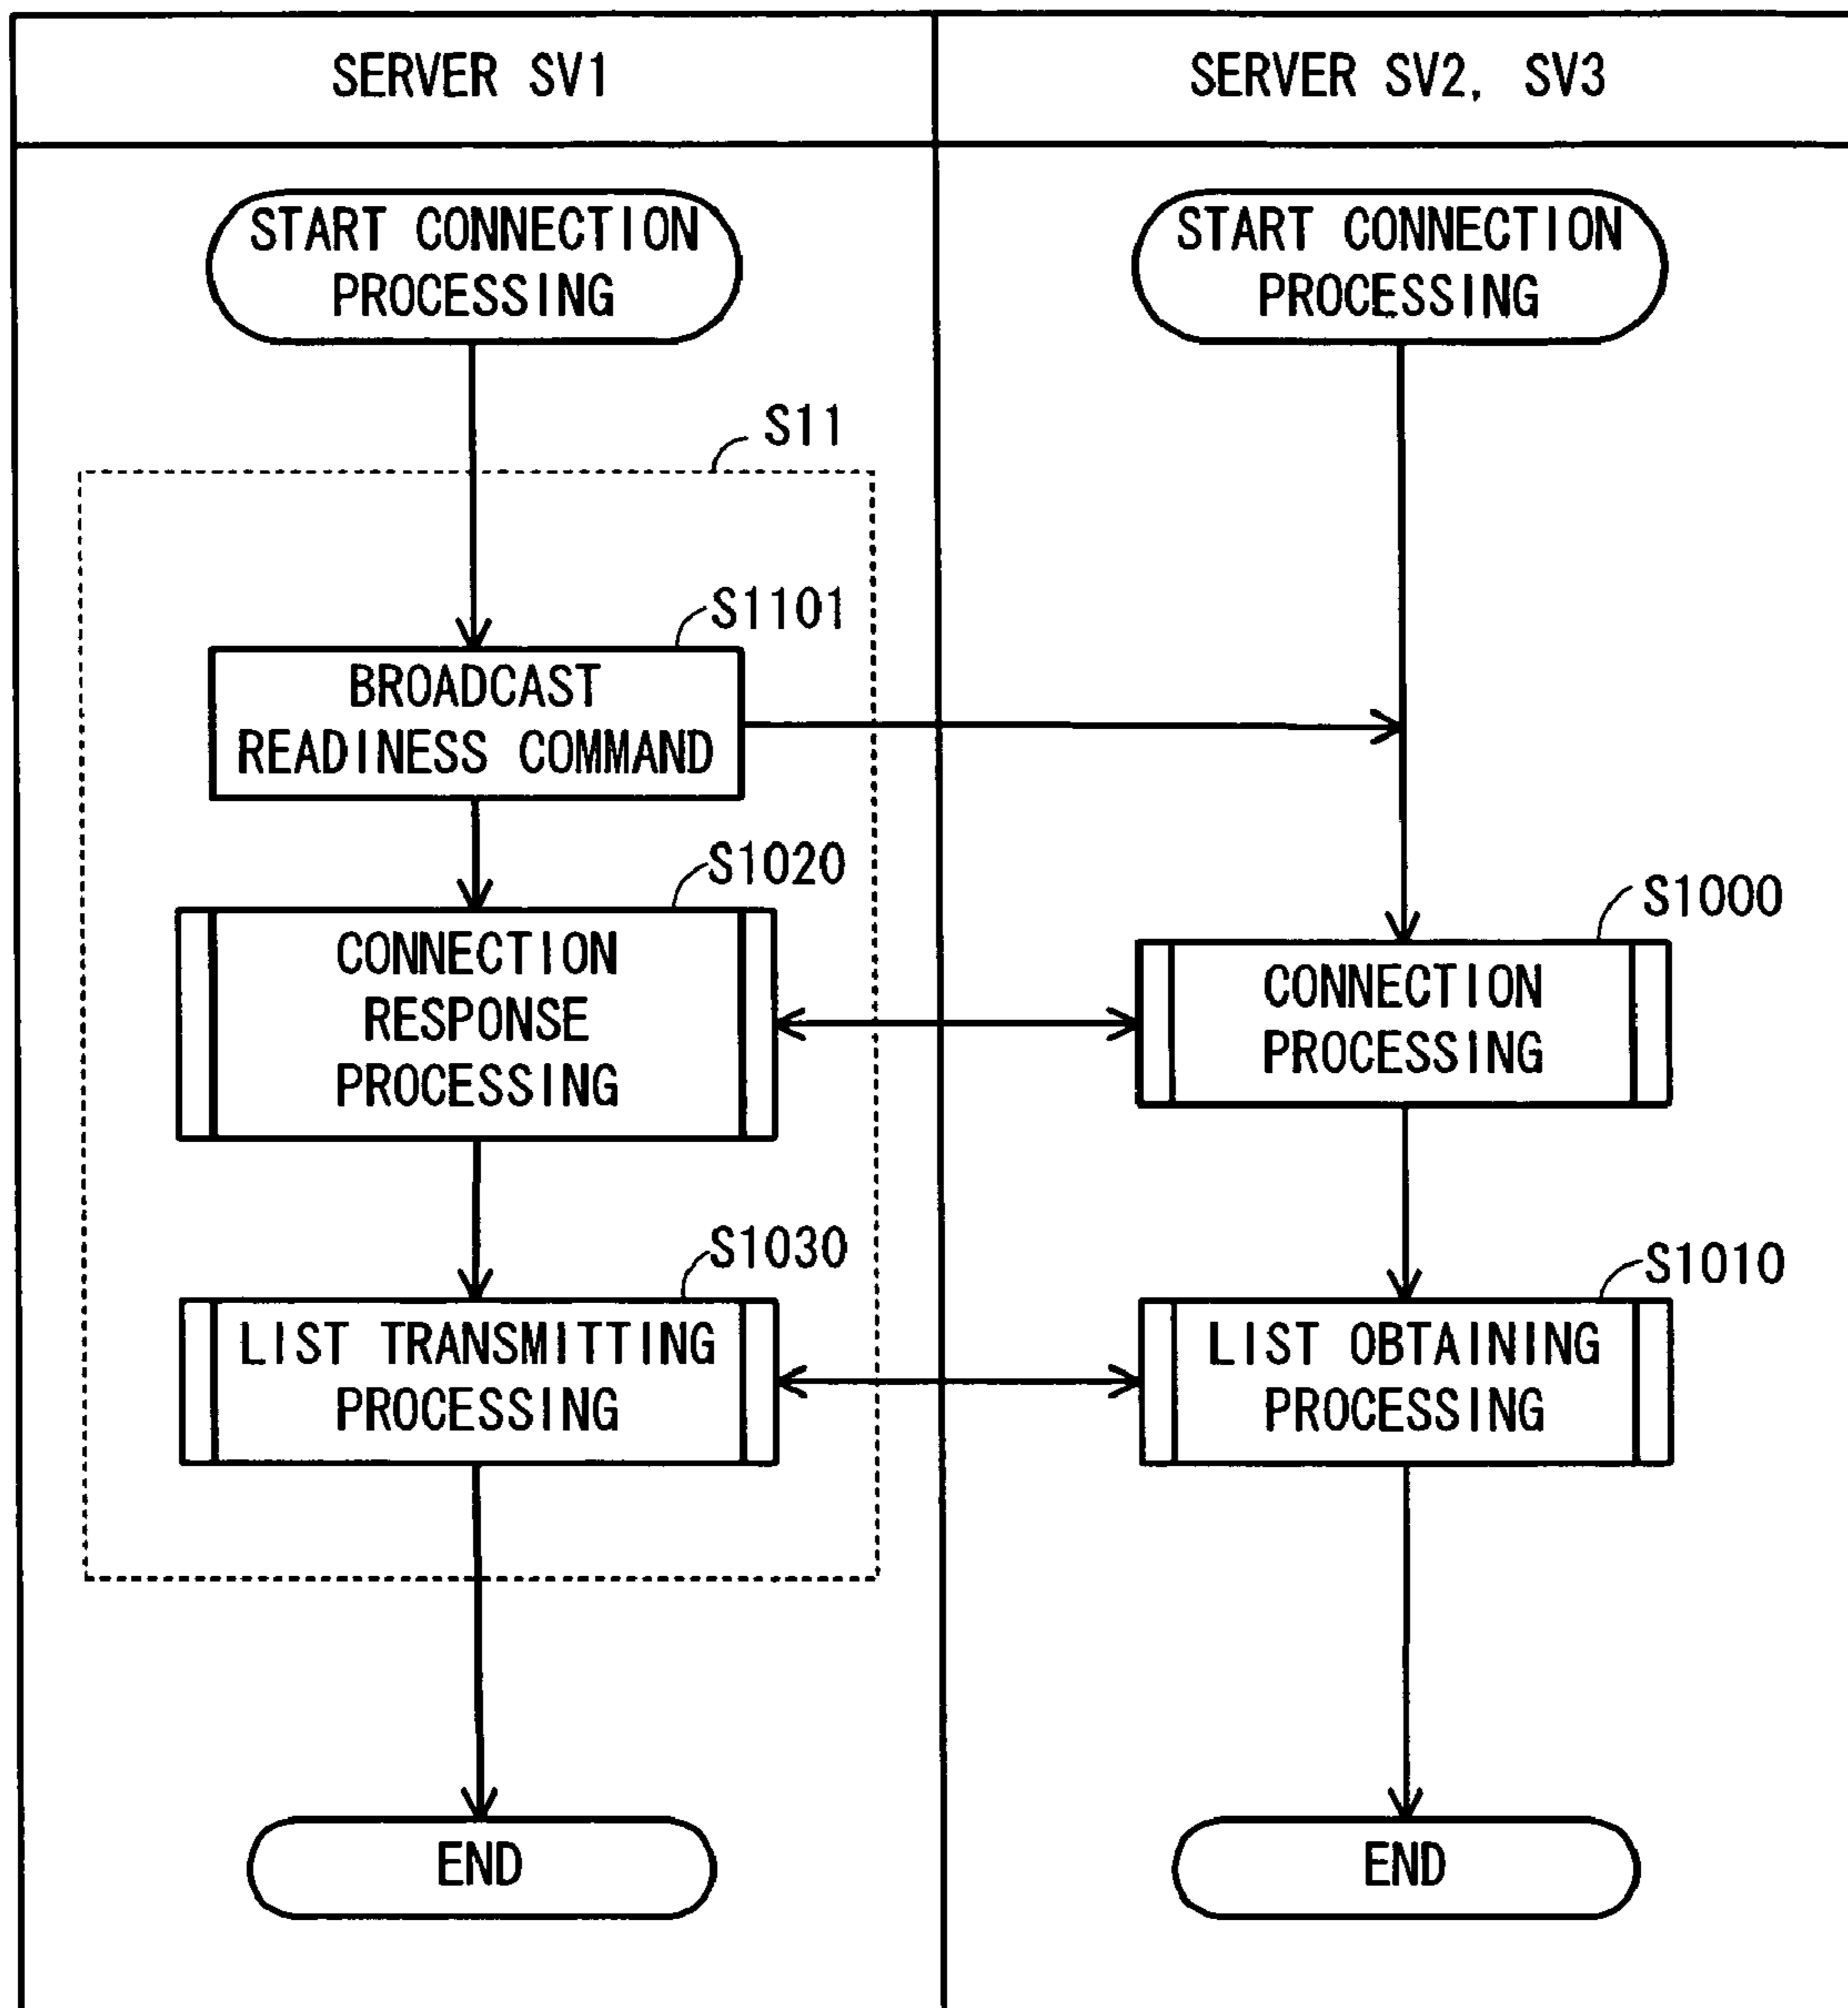 SERVER SV1
SERVER SV2, SV3
START CONNECTION
PROCESSING
START CONNECTION
PROCESSING
S11
S1101
BROADCAST
READINESS COMMAND
S1020
CONNECTION
RESPONSE
PROCESSING
S1000
CONNECTION
PROCESSING
S1030
LIST TRANSMITTING
PROCESSING
S1010
LIST OBTAINING
PROCESSING
END
END